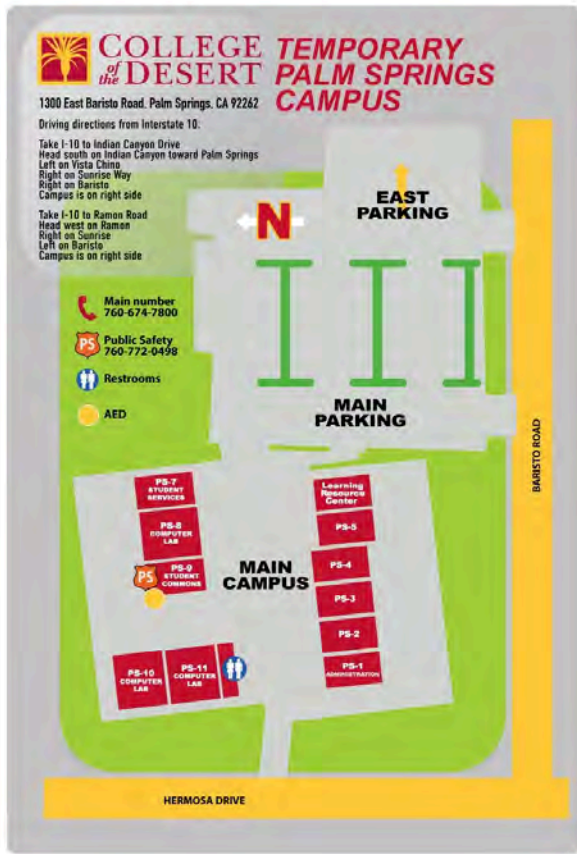 COLLEGE
of the DESERT
TEMPORARY
PALM SPRINGS
CAMPUS
1300 East Baristo Road, Palm Springs, CA 92262
Driving directions from Interstate 10:
Take I-10 to Indian Canyon Drive
Head south on Indian Canyon toward Palm Springs
Left on Vista Chino
Right on Sunrise Way
Right on Baristo
Campus is on right side
Take I-10 to Ramon Road
Head west on Ramon
Right on Sunrise
Left on Baristo
Campus is on right side
N
EAST
PARKING
Main number
760-674-7800
PS
Public Safety
760-772-0498
Restrooms
AED
MAIN
PARKING
BARISTO ROAD
PS-7
STUDENT
SERVICES
PS-8
COMPUTER
LAB
PS-9
STUDENT
COMMONS
PS
MAIN
CAMPUS
Learning
Resource
Center
PS-5
PS-4
PS-3
PS-2
PS-1
ADMINISTRATION
PS-10
COMPUTER
LAB
PS-11
COMPUTER
LAB
HERMOSA DRIVE